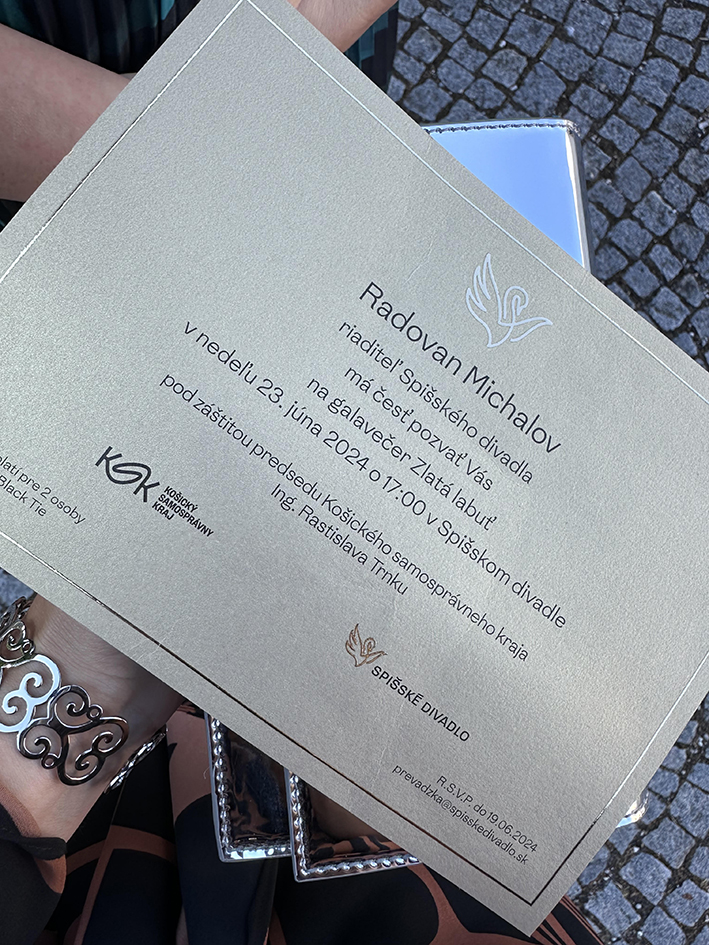 Radovan Michalov
riaditeľ Spišského divadla
má česť pozvať Vás
na galavečer Zlatá labuť
v nedeľu 23. júna 2024 o 17:00 v Spišskom divadle
pod záštitou predsedu Košického samosprávneho kraja
Ing. Rastislava Trnku
platí pre 2 osoby
Black Tie
KSK
KOŠICKÝ
SAMOSPRÁVNY
KRAJ
SPIŠSKÉ DIVADLO
R.S.V.P. do 19.06.2024
prevadzka@spisskedivadlo.sk